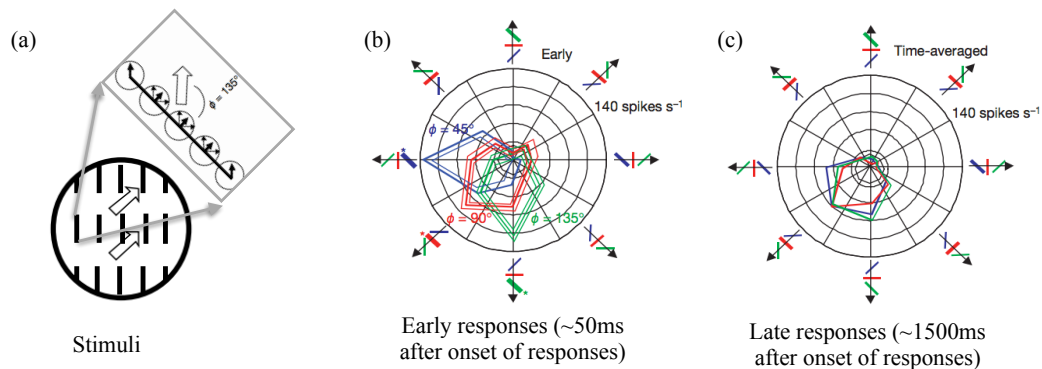 (a)
ϕ = 135°
Stimuli
(b)
Early
140 spikes s⁻¹
ϕ = 45°
*
ϕ = 90°
ϕ = 135°
*
*
Early responses (~50ms
after onset of responses)
(c)
Time-averaged
140 spikes s⁻¹
Late responses (~1500ms
after onset of responses)